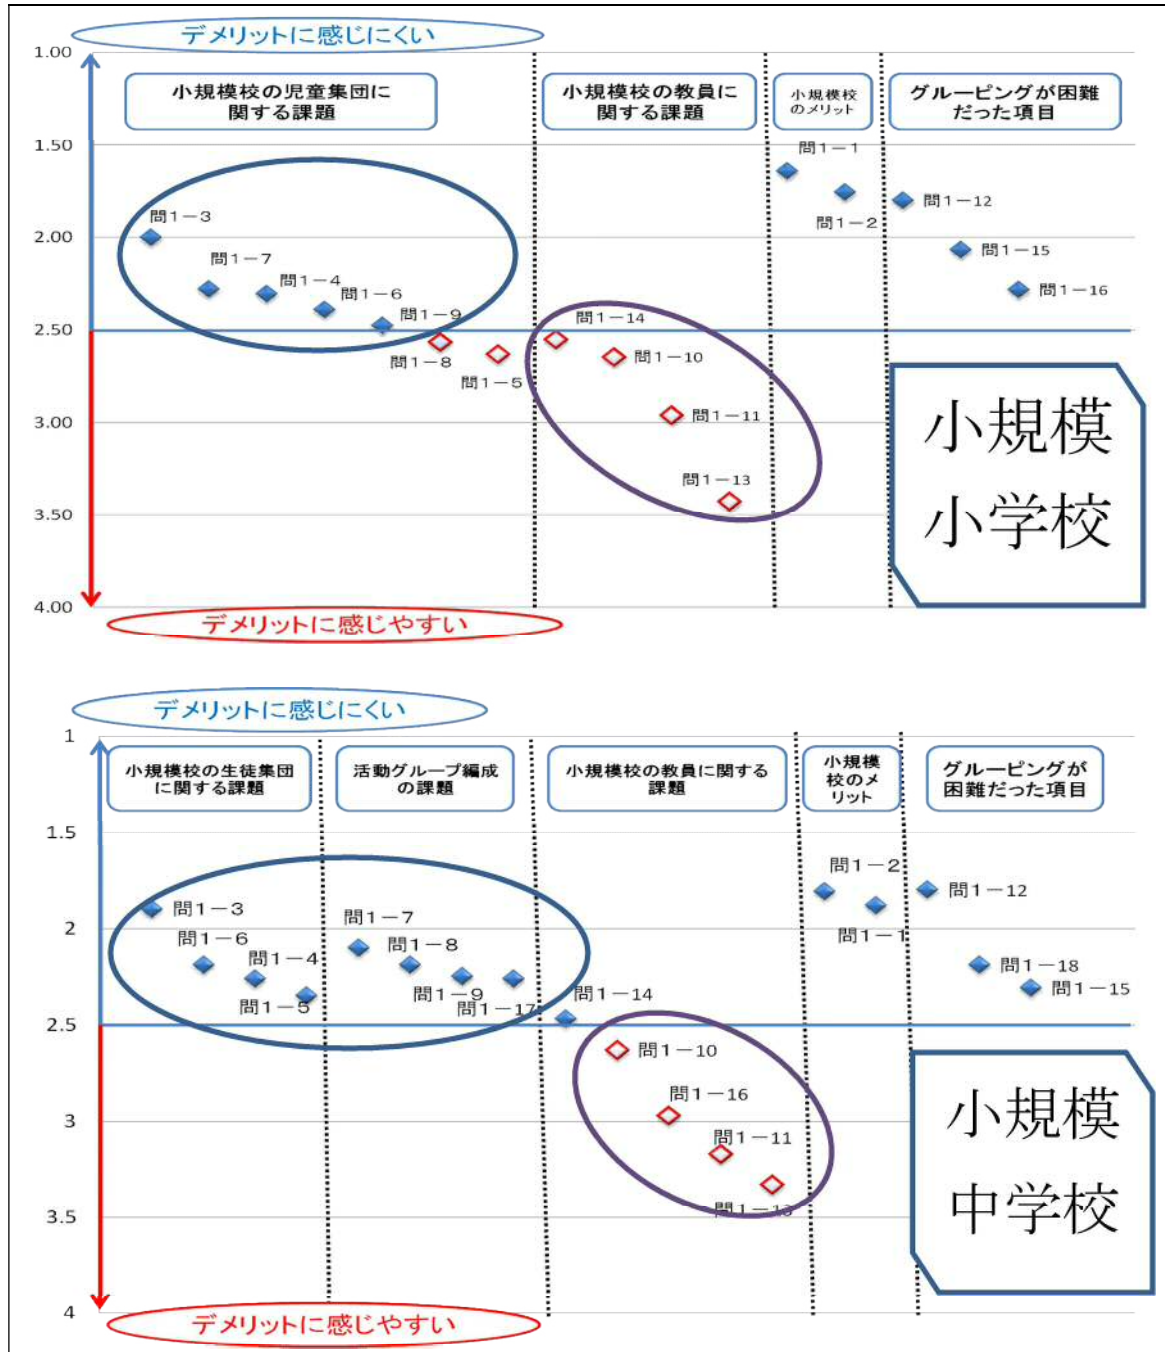 デメリットに感じにくい
1.00
小規模校の児童集団に
関する課題
小規模校の教員に
関する課題
小規模校
のメリット
グルーピングが困難
だった項目
1.50
問1－1
問1－2
問1－12
問1－3
2.00
問1－15
問1－7
問1－4
問1－6
問1－16
問1－9
問1－14
2.50
問1－8
問1－10
問1－5
3.00
問1－11
小規模
小学校
問1－13
3.50
4.00
デメリットに感じやすい
デメリットに感じにくい
1
小規模校の生徒集団
に関する課題
活動グループ編成
の課題
小規模校の教員に関する
課題
小規模
校のメ
リット
グルーピングが
困難だった項目
1.5
問1－2
問1－12
問1－3
問1－7
2
問1－1
問1－6
問1－8
問1－4
問1－18
問1－5
問1－9
問1－17
問1－14
問1－15
2.5
問1－10
問1－16
3
問1－11
小規模
中学校
問1－13
3.5
4
デメリットに感じやすい